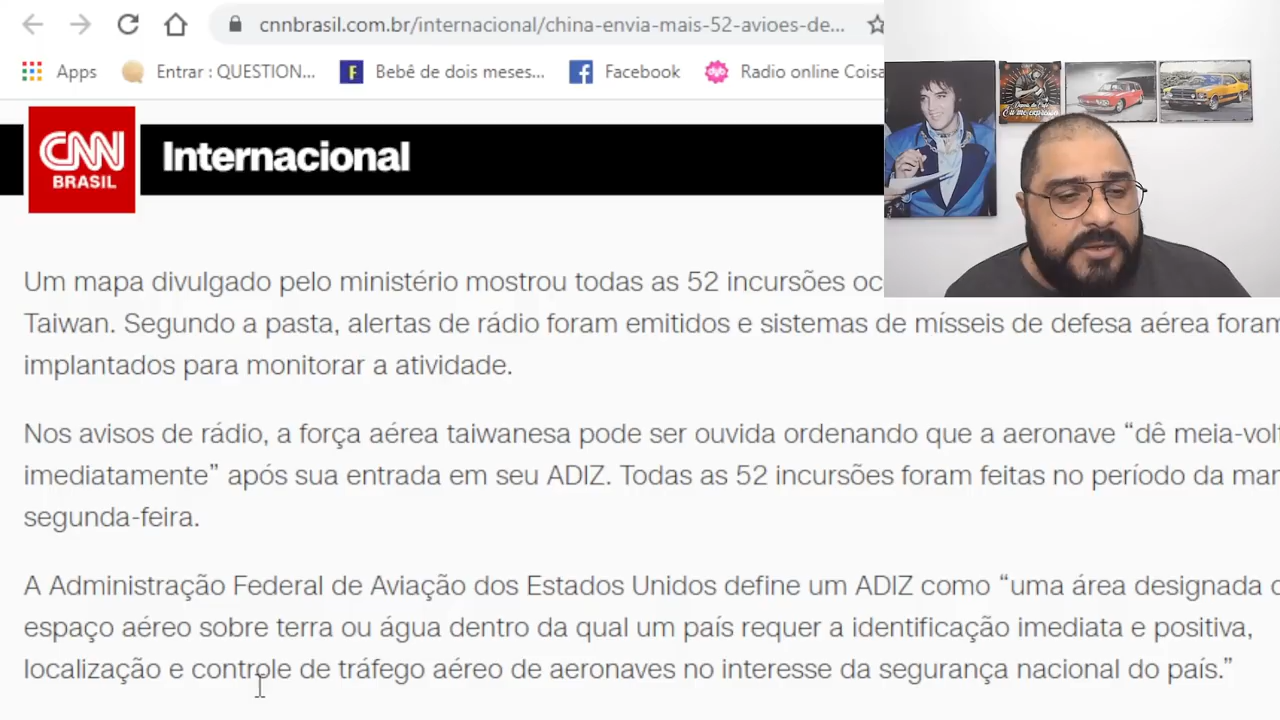 cnnbrasil.com.br/internacional/china-envia-mais-52-avioes-de...
Apps
Entrar : QUESTION...
F
Bebê de dois meses...
Facebook
Radio online Coisa
CNN
BRASIL
Internacional
Um mapa divulgado pelo ministério mostrou todas as 52 incursões oc
Taiwan. Segundo a pasta, alertas de rádio foram emitidos e sistemas de mísseis de defesa aérea foram
implantados para monitorar a atividade.
Nos avisos de rádio, a força aérea taiwanesa pode ser ouvida ordenando que a aeronave “dê meia-vol
imediatamente” após sua entrada em seu ADIZ. Todas as 52 incursões foram feitas no período da man
segunda-feira.
A Administração Federal de Aviação dos Estados Unidos define um ADIZ como “uma área designada d
espaço aéreo sobre terra ou água dentro da qual um país requer a identificação imediata e positiva,
localização e controle de tráfego aéreo de aeronaves no interesse da segurança nacional do país.”